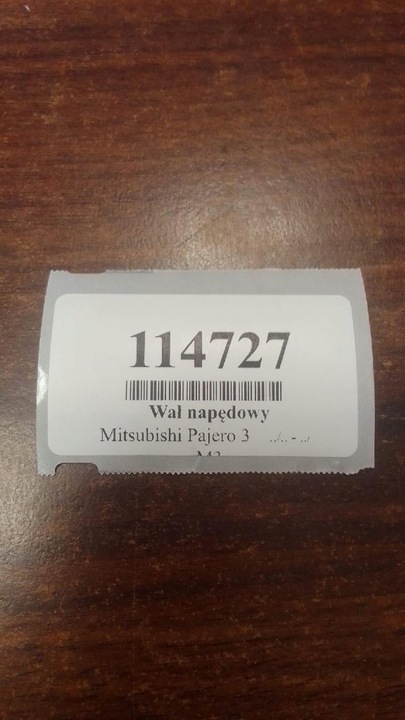 114727
Wał napędowy
Mitsubishi Pajero 3 ../.. - ../